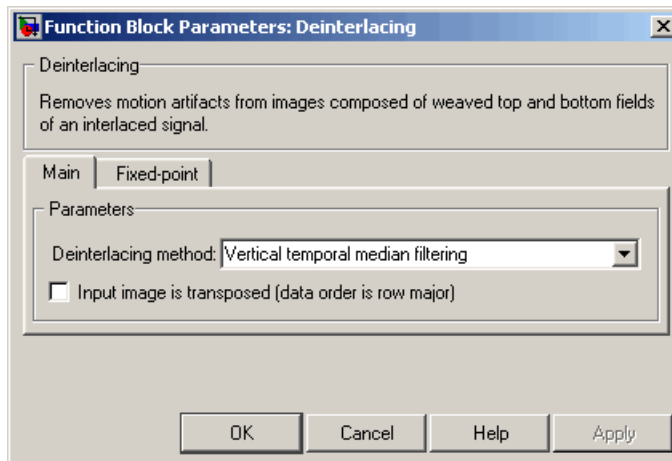 Function Block Parameters: Deinterlacing
Deinterlacing
Removes motion artifacts from images composed of weaved top and bottom fields
of an interlaced signal.
Main Fixed-point
Parameters
Deinterlacing method: Vertical temporal median filtering
Input image is transposed (data order is row major)
OK Cancel Help Apply